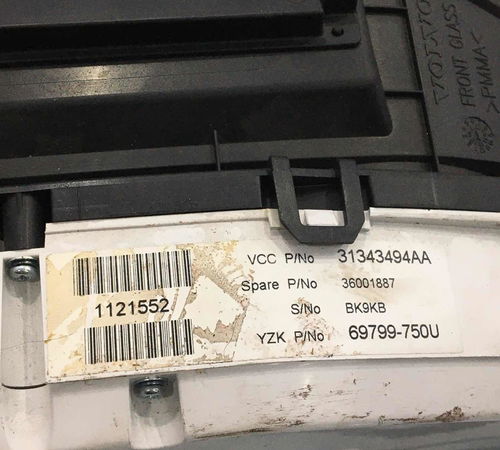 FRONT GLASS
>PMMA<
VCC P/No 31343494AA
Spare P/No 36001887
S/No BK9KB
YZK P/No 69799-750U
1121552